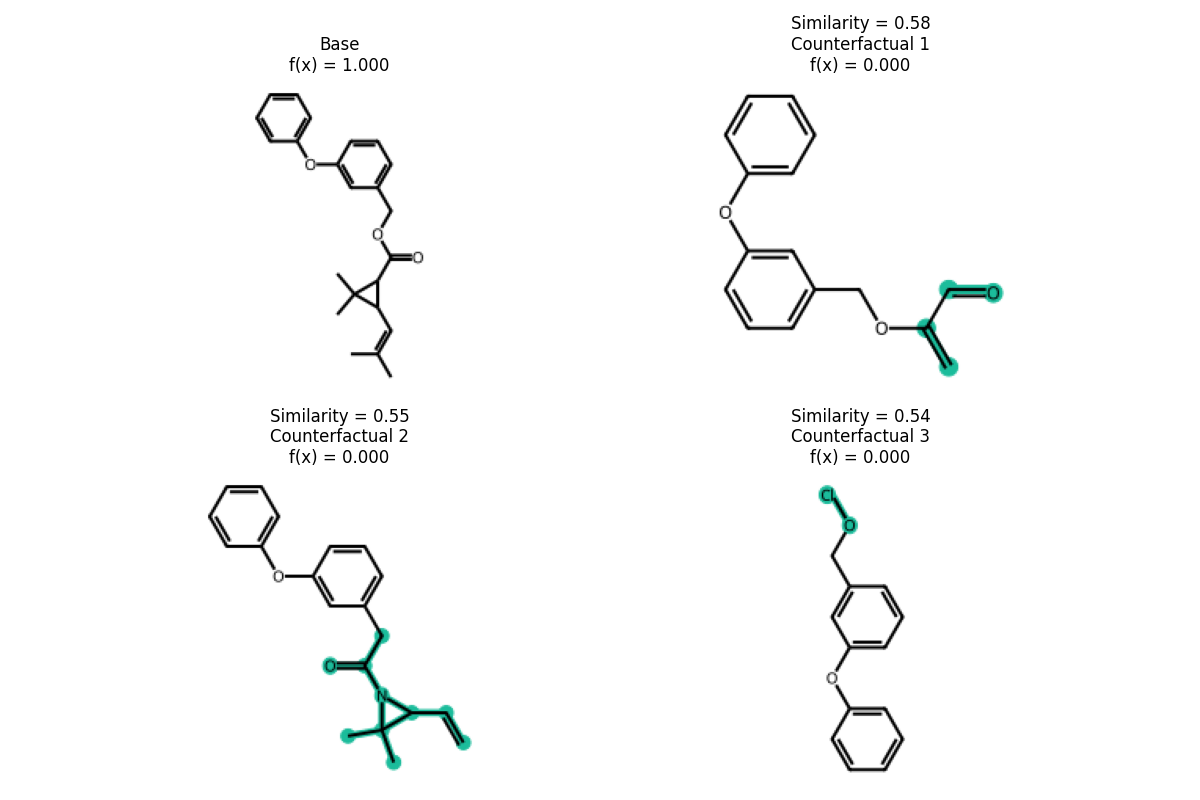 Base
f(x) = 1.000
O
O
O
Similarity = 0.58
Counterfactual 1
f(x) = 0.000
O
O
O
Similarity = 0.55
Counterfactual 2
f(x) = 0.000
O
O
N
Similarity = 0.54
Counterfactual 3
f(x) = 0.000
Cl
O
O